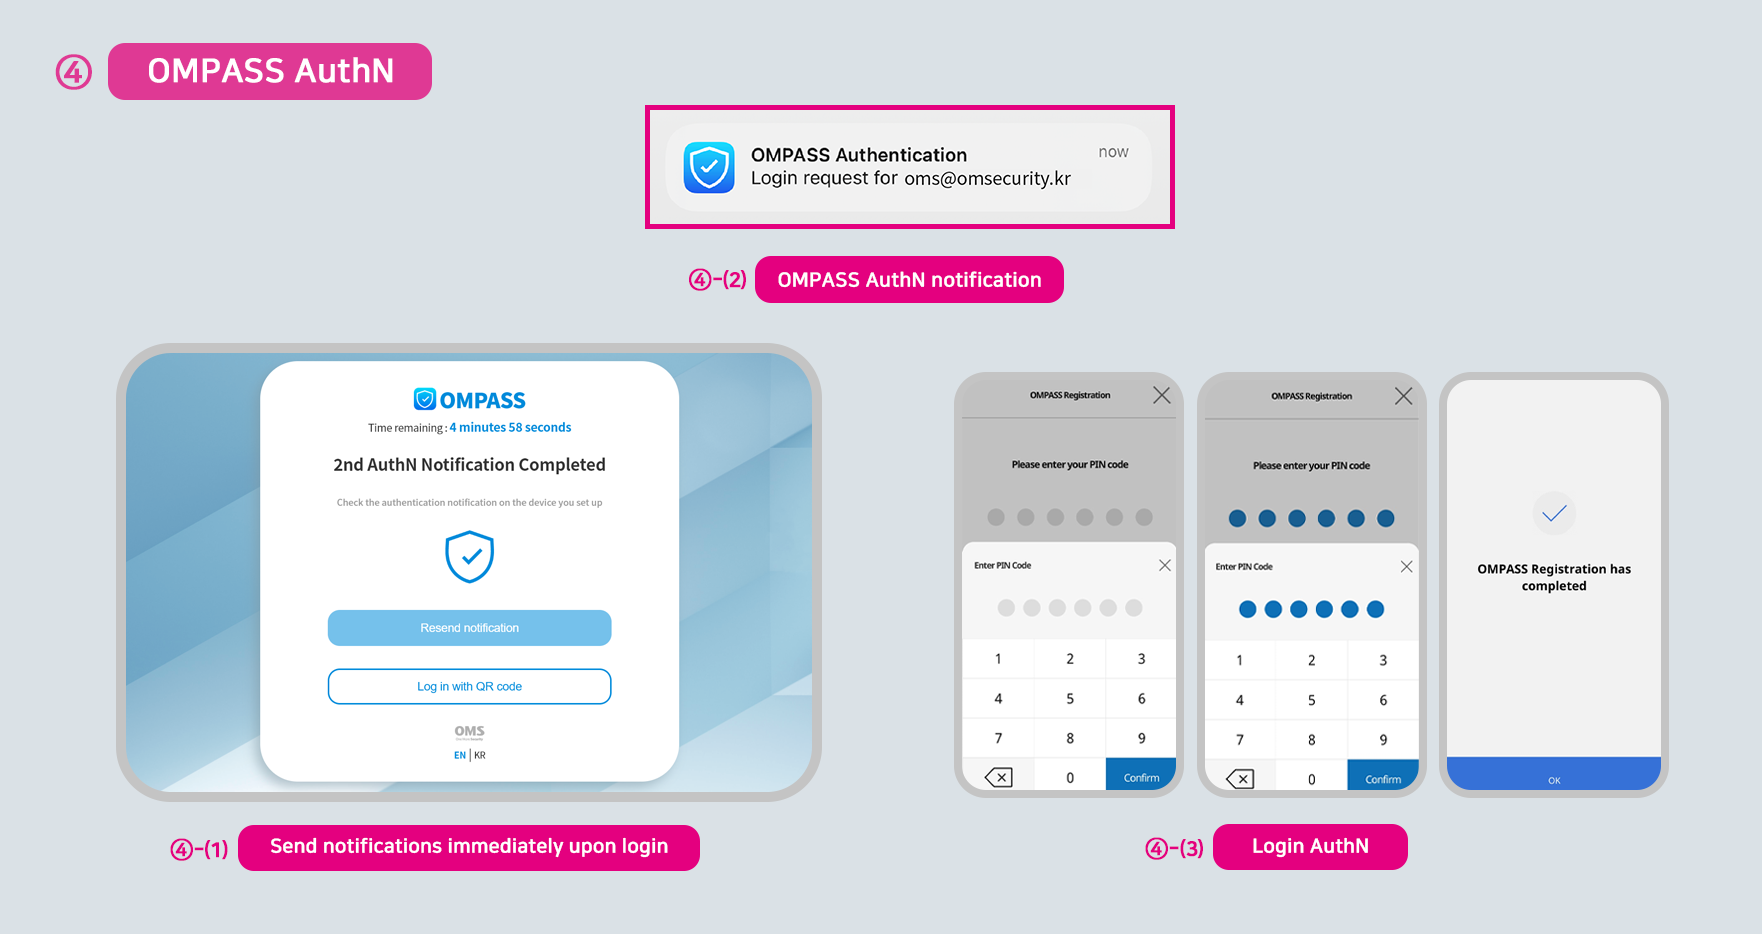 ④ OMPASS AuthN
OMPASS Authentication
now
Login request for oms@omsecurity.kr
④-(2) OMPASS AuthN notification
OMPASS
Time remaining : 4 minutes 58 seconds
2nd AuthN Notification Completed
Check the authentication notification on the device you set up
Resend notification
Log in with QR code
OMS
EN | KR
④-(1) Send notifications immediately upon login
OMPASS Registration
Please enter your PIN code
Enter PIN Code
1 2 3
4 5 6
7 8 9
0 Confirm
OMPASS Registration
Please enter your PIN code
Enter PIN Code
1 2 3
4 5 6
7 8 9
0 Confirm
OMPASS Registration has
completed
OK
④-(3) Login AuthN